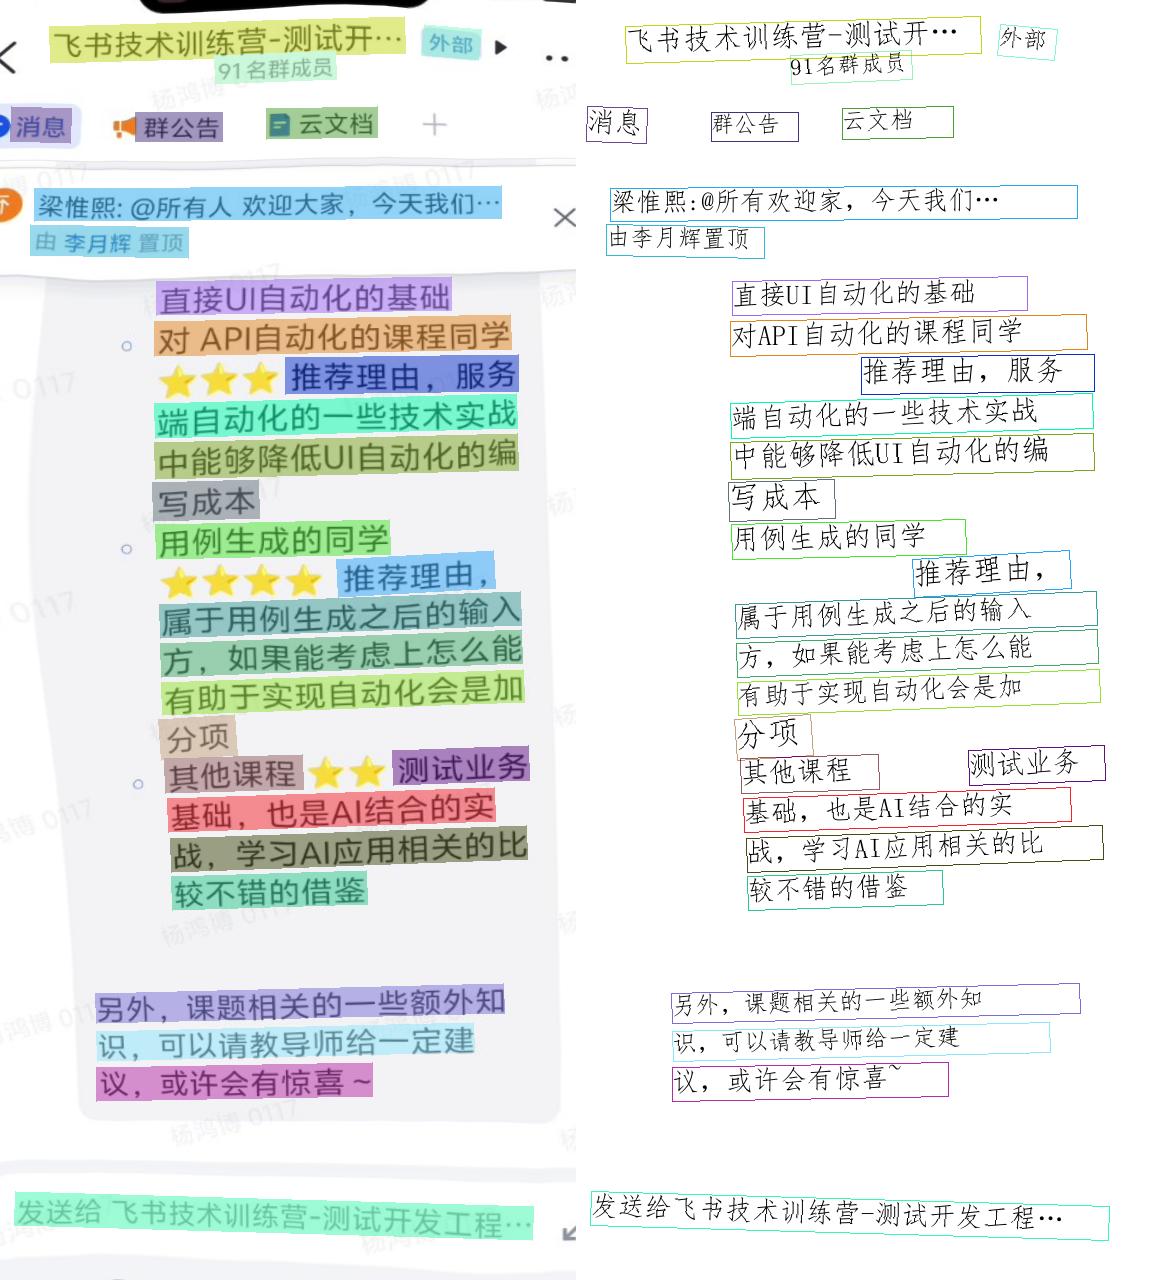 飞书技术训练营-测试开… 外部
91名群成员
消息 群公告 云文档
梁惟熙: @所有人 欢迎大家，今天我们…
由 李月辉 置顶
直接UI自动化的基础
对 API自动化的课程同学
⭐⭐⭐ 推荐理由，服务
端自动化的一些技术实战
中能够降低UI自动化的编
写成本
用例生成的同学
⭐⭐⭐⭐ 推荐理由，
属于用例生成之后的输入
方，如果能考虑上怎么能
有助于实现自动化会是加
分项
其他课程 ⭐⭐ 测试业务
基础，也是AI结合的实
战，学习AI应用相关的比
较不错的借鉴
另外，课题相关的一些额外知
识，可以请教导师给一定建
议，或许会有惊喜 ~
发送给 飞书技术训练营-测试开发工程…
杨鸿博 0117
飞书技术训练营-测试开… 外部
91名群成员
消息 群公告 云文档
梁惟熙:@所有欢迎家，今天我们…
由李月辉置顶
直接UI自动化的基础
对API自动化的课程同学
推荐理由，服务
端自动化的一些技术实战
中能够降低UI自动化的编
写成本
用例生成的同学
推荐理由，
属于用例生成之后的输入
方，如果能考虑上怎么能
有助于实现自动化会是加
分项
其他课程 测试业务
基础，也是AI结合的实
战，学习AI应用相关的比
较不错的借鉴
另外，课题相关的一些额外知
识，可以请教导师给一定建
议，或许会有惊喜~
发送给飞书技术训练营-测试开发工程…